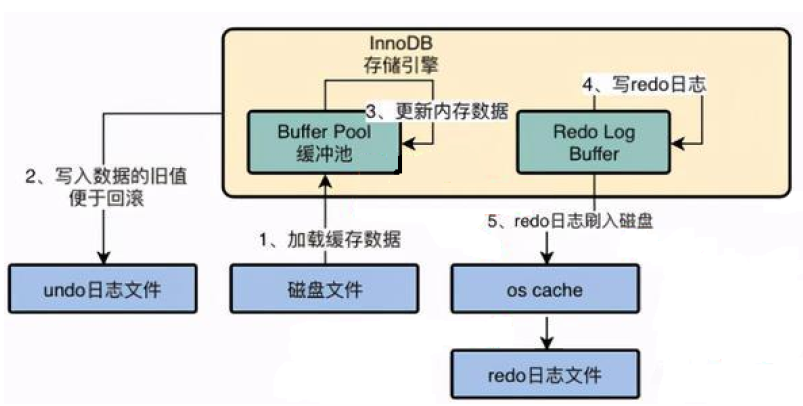 InnoDB
存储引擎
4、写redo日志
3、更新内存数据
Buffer Pool
缓冲池
Redo Log
Buffer
2、写入数据的旧值
便于回滚
5、redo日志刷入磁盘
1、加载缓存数据
undo日志文件
磁盘文件
os cache
redo日志文件